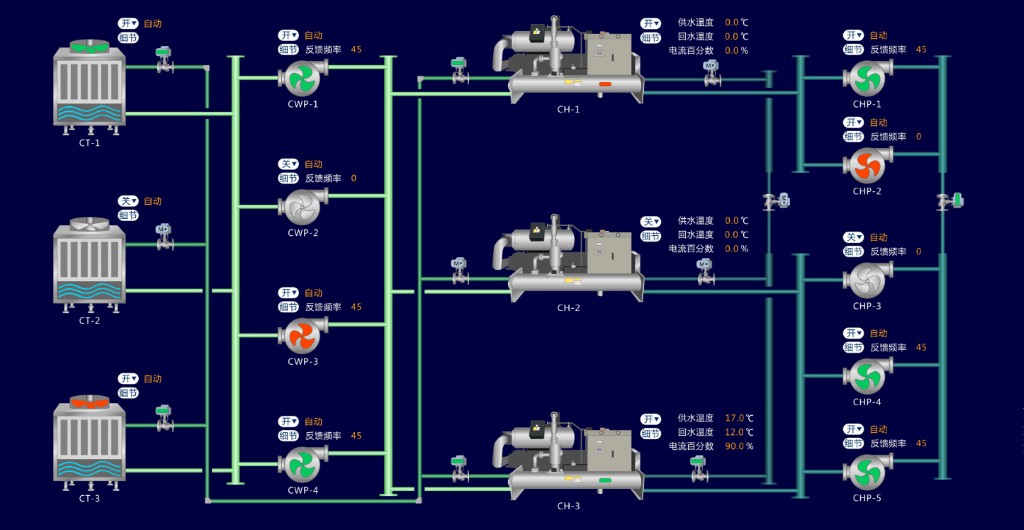 开▼ 自动
细节
CT-1
关▼ 自动
细节
CT-2
开▼ 自动
细节
CT-3
开▼ 自动
细节 反馈频率 45
CWP-1
关▼ 自动
细节 反馈频率 0
CWP-2
开▼ 自动
细节 反馈频率 45
CWP-3
开▼ 自动
细节 反馈频率 45
CWP-4
开▼ 供水温度 0.0℃
细节 回水温度 0.0℃
电流百分数 0.0%
CH-1
关▼ 供水温度 0.0℃
细节 回水温度 0.0℃
电流百分数 0.0%
CH-2
开▼ 供水温度 17.0℃
细节 回水温度 12.0℃
电流百分数 90.0%
CH-3
开▼ 自动
细节 反馈频率 45
CHP-1
开▼ 自动
细节 反馈频率 0
CHP-2
关▼ 自动
细节 反馈频率 0
CHP-3
开▼ 自动
细节 反馈频率 45
CHP-4
开▼ 自动
细节 反馈频率 45
CHP-5